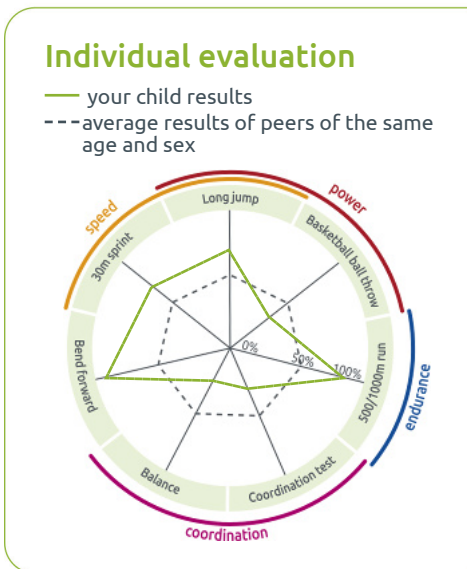 Individual evaluation
your child results
average results of peers of the same
age and sex
speed
power
Long jump
30m sprint
Basketball ball throw
0%
50%
100%
Bend forward
500/1000m run
endurance
Balance
Coordination test
coordination